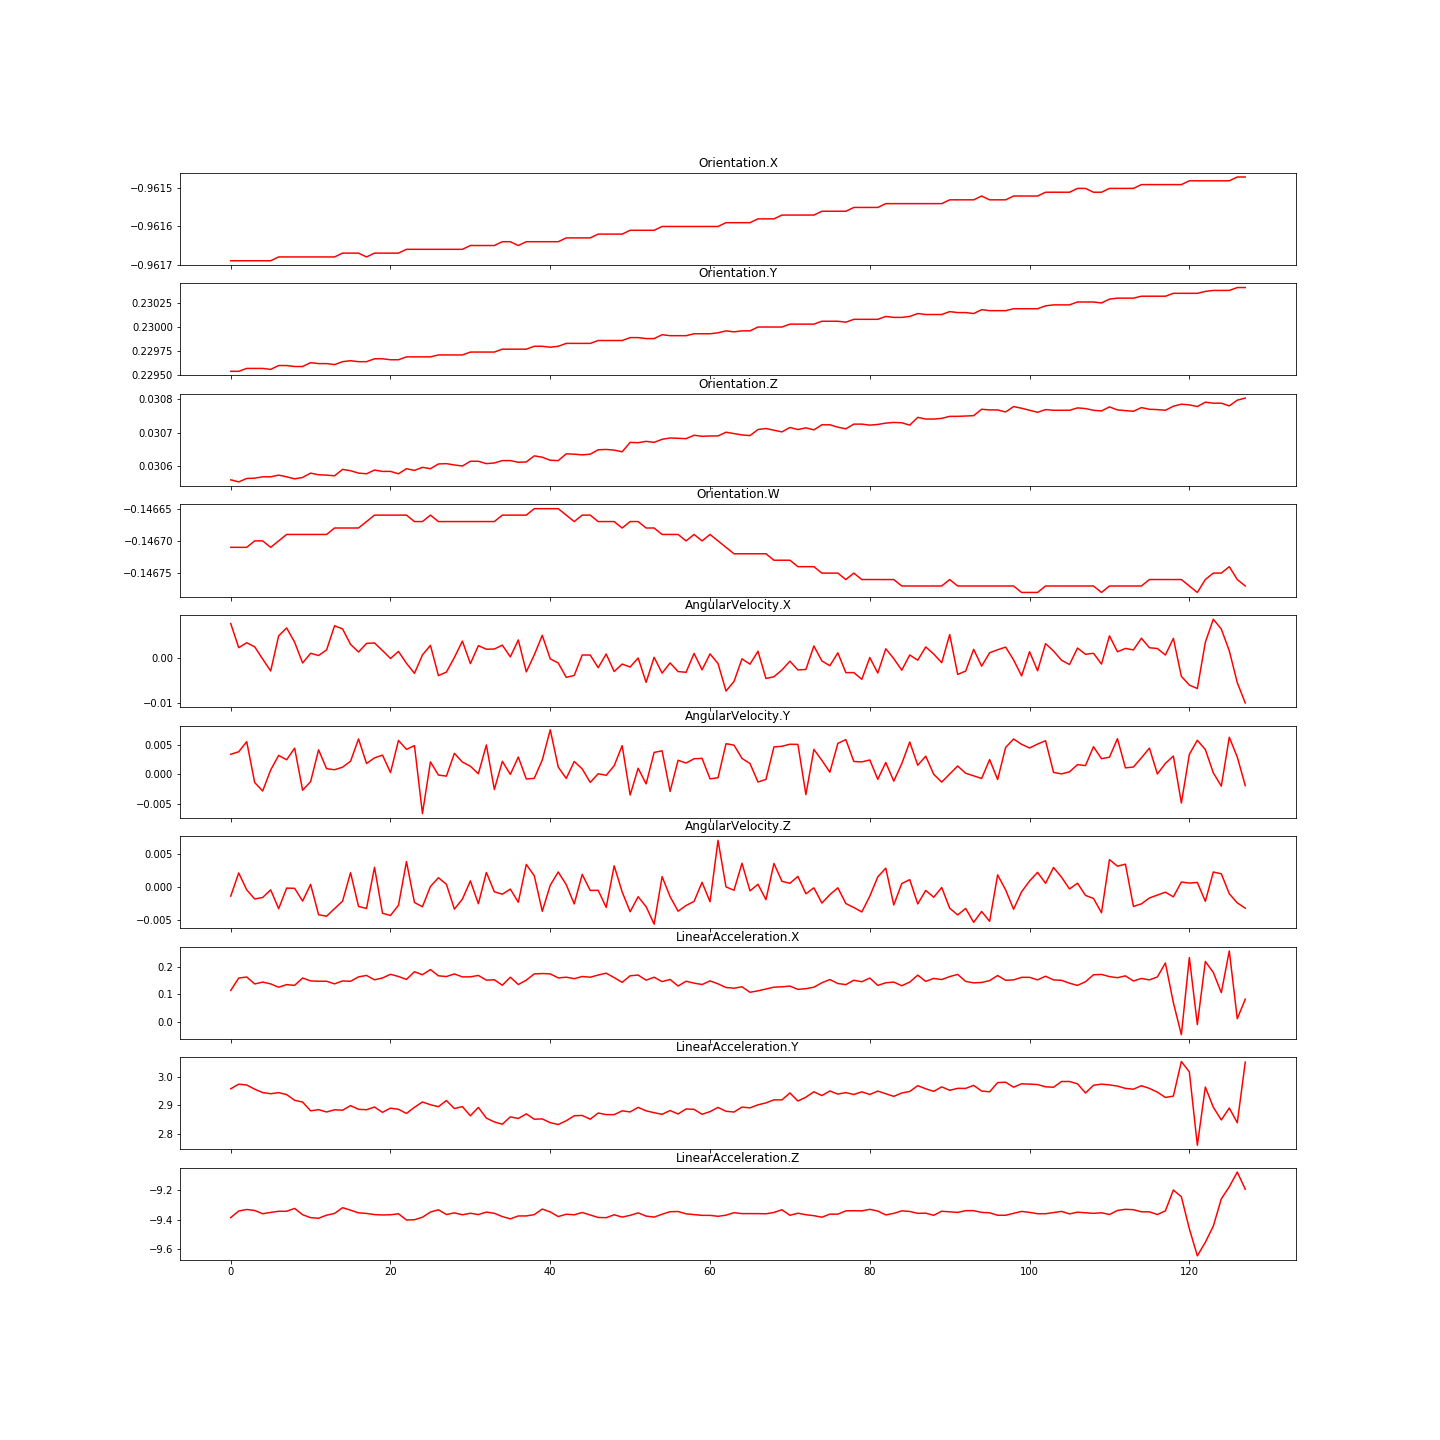 Orientation.X
−0.9615
−0.9616
−0.9617
Orientation.Y
0.23025
0.23000
0.22975
0.22950
Orientation.Z
0.0308
0.0307
0.0306
Orientation.W
−0.14665
−0.14670
−0.14675
AngularVelocity.X
0.00
−0.01
AngularVelocity.Y
0.005
0.000
−0.005
AngularVelocity.Z
0.005
0.000
−0.005
LinearAcceleration.X
0.2
0.1
0.0
LinearAcceleration.Y
3.0
2.9
2.8
LinearAcceleration.Z
−9.2
−9.4
−9.6
0 20 40 60 80 100 120